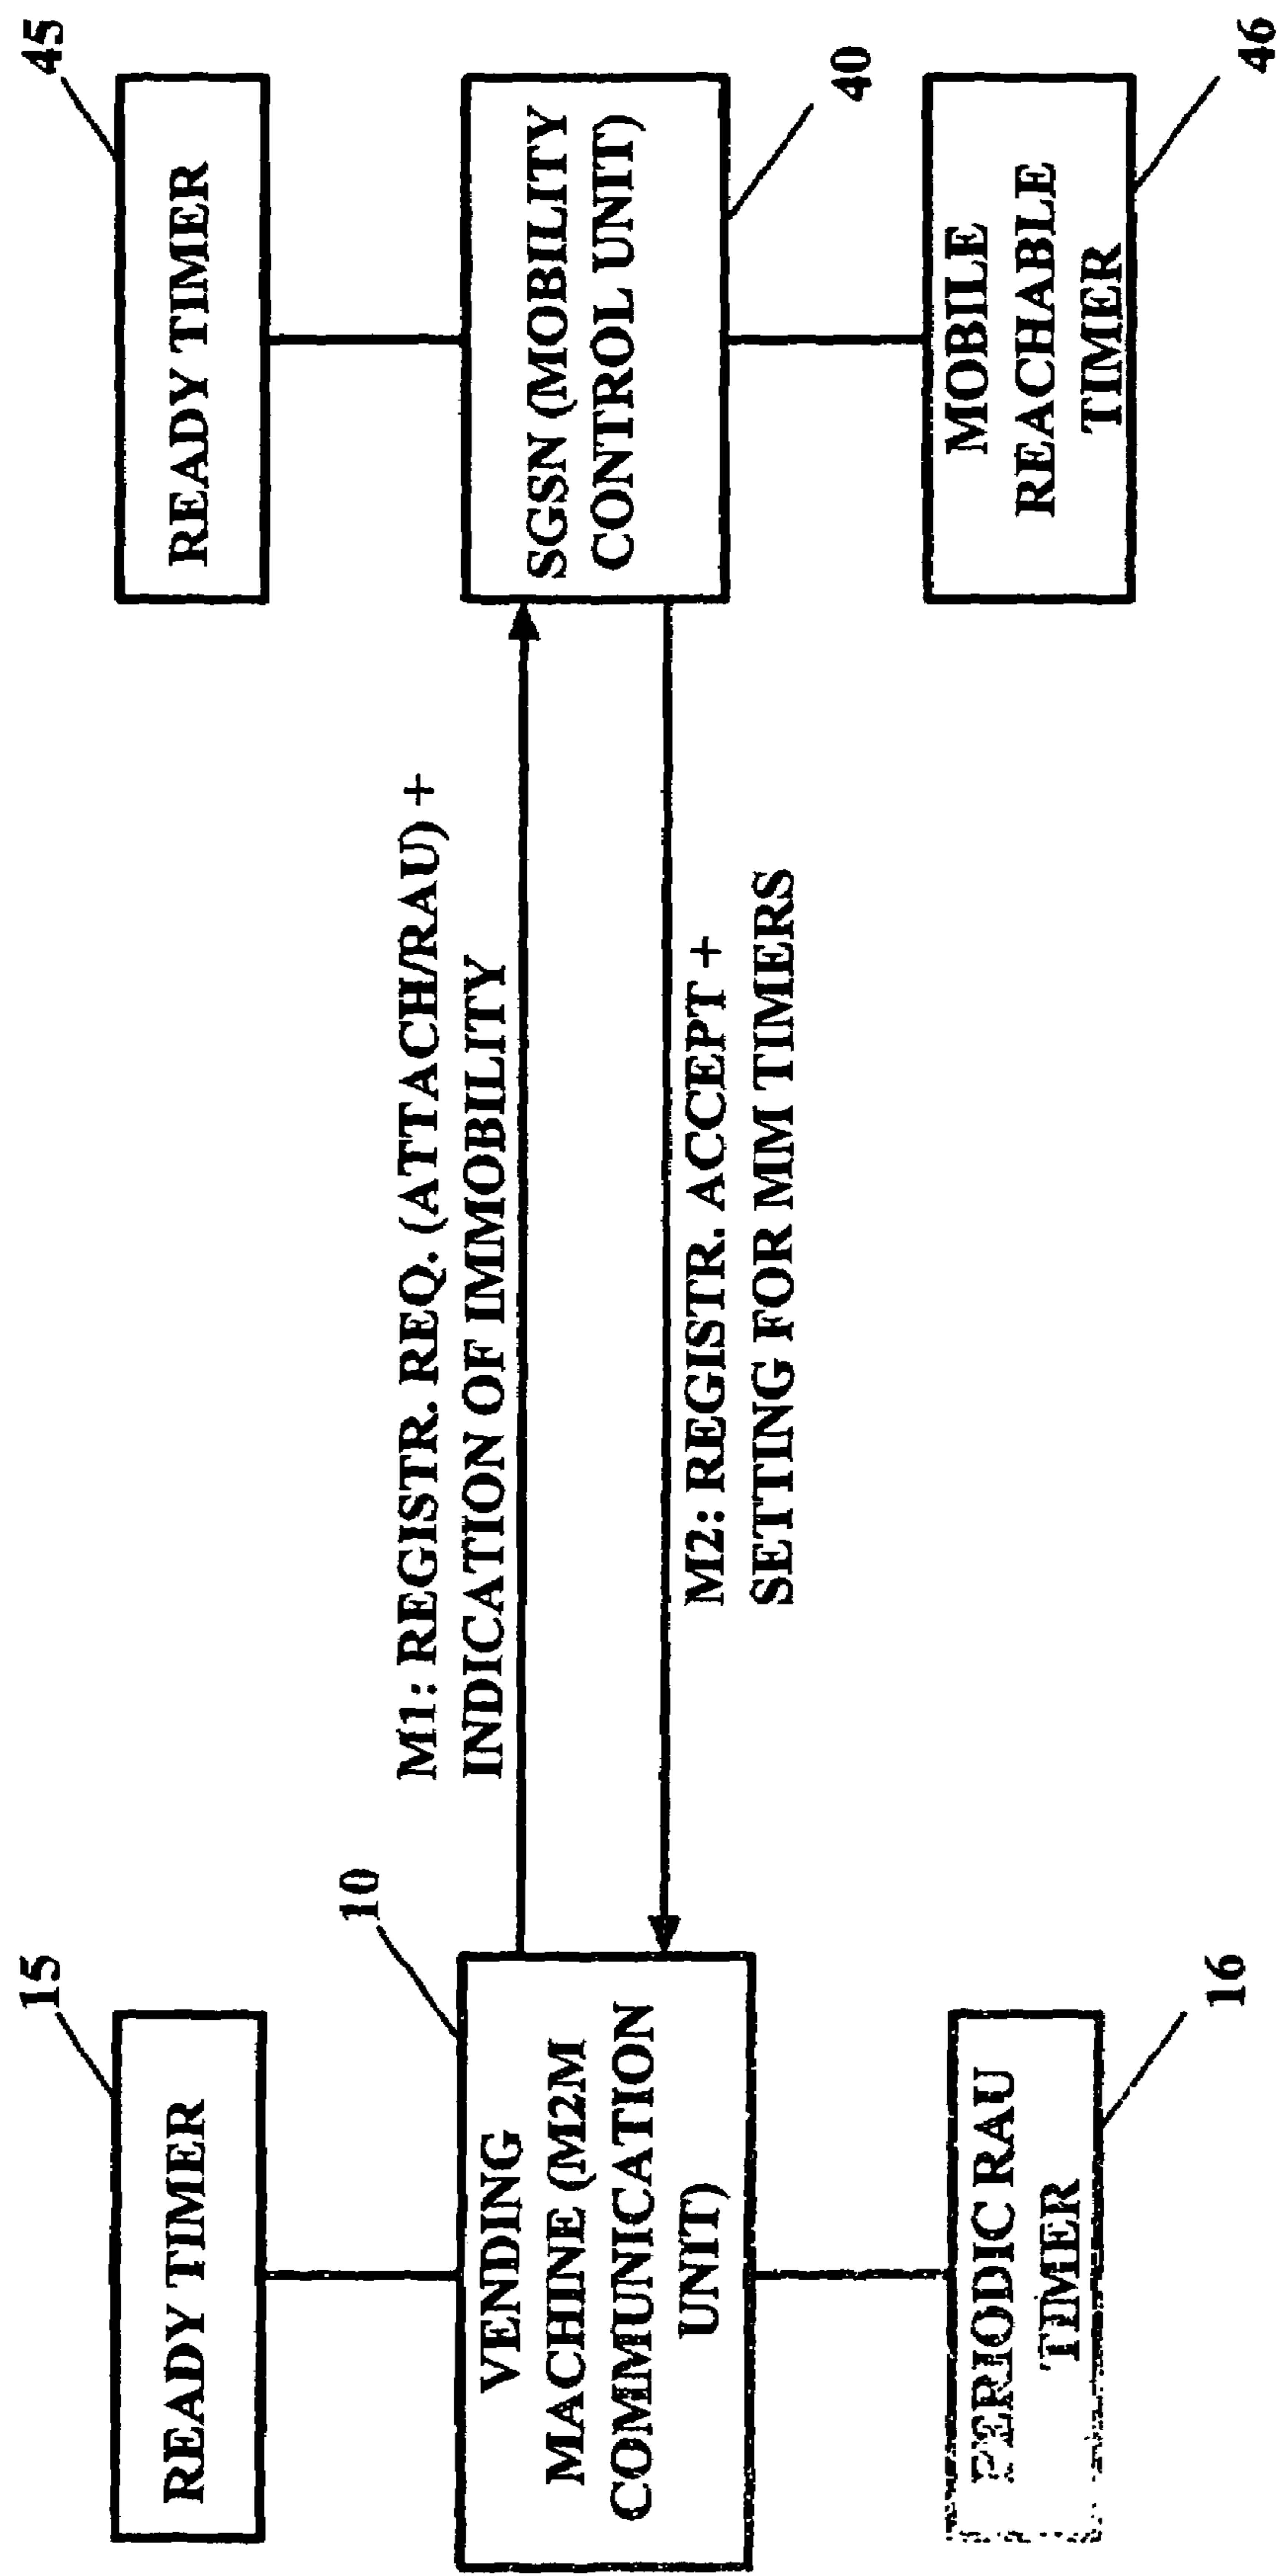 15
READY TIMER
10
VENDING
MACHINE (M2M
COMMUNICATION
UNIT)
PERIODIC RAU
TIMER
16
M1: REGISTR. REQ. (ATTACH/RAU) +
INDICATION OF IMMOBILITY
M2: REGISTR. ACCEPT +
SETTING FOR MM TIMERS
45
READY TIMER
SGSN (MOBILITY
CONTROL UNIT)
40
MOBILE
REACHABLE
TIMER
46